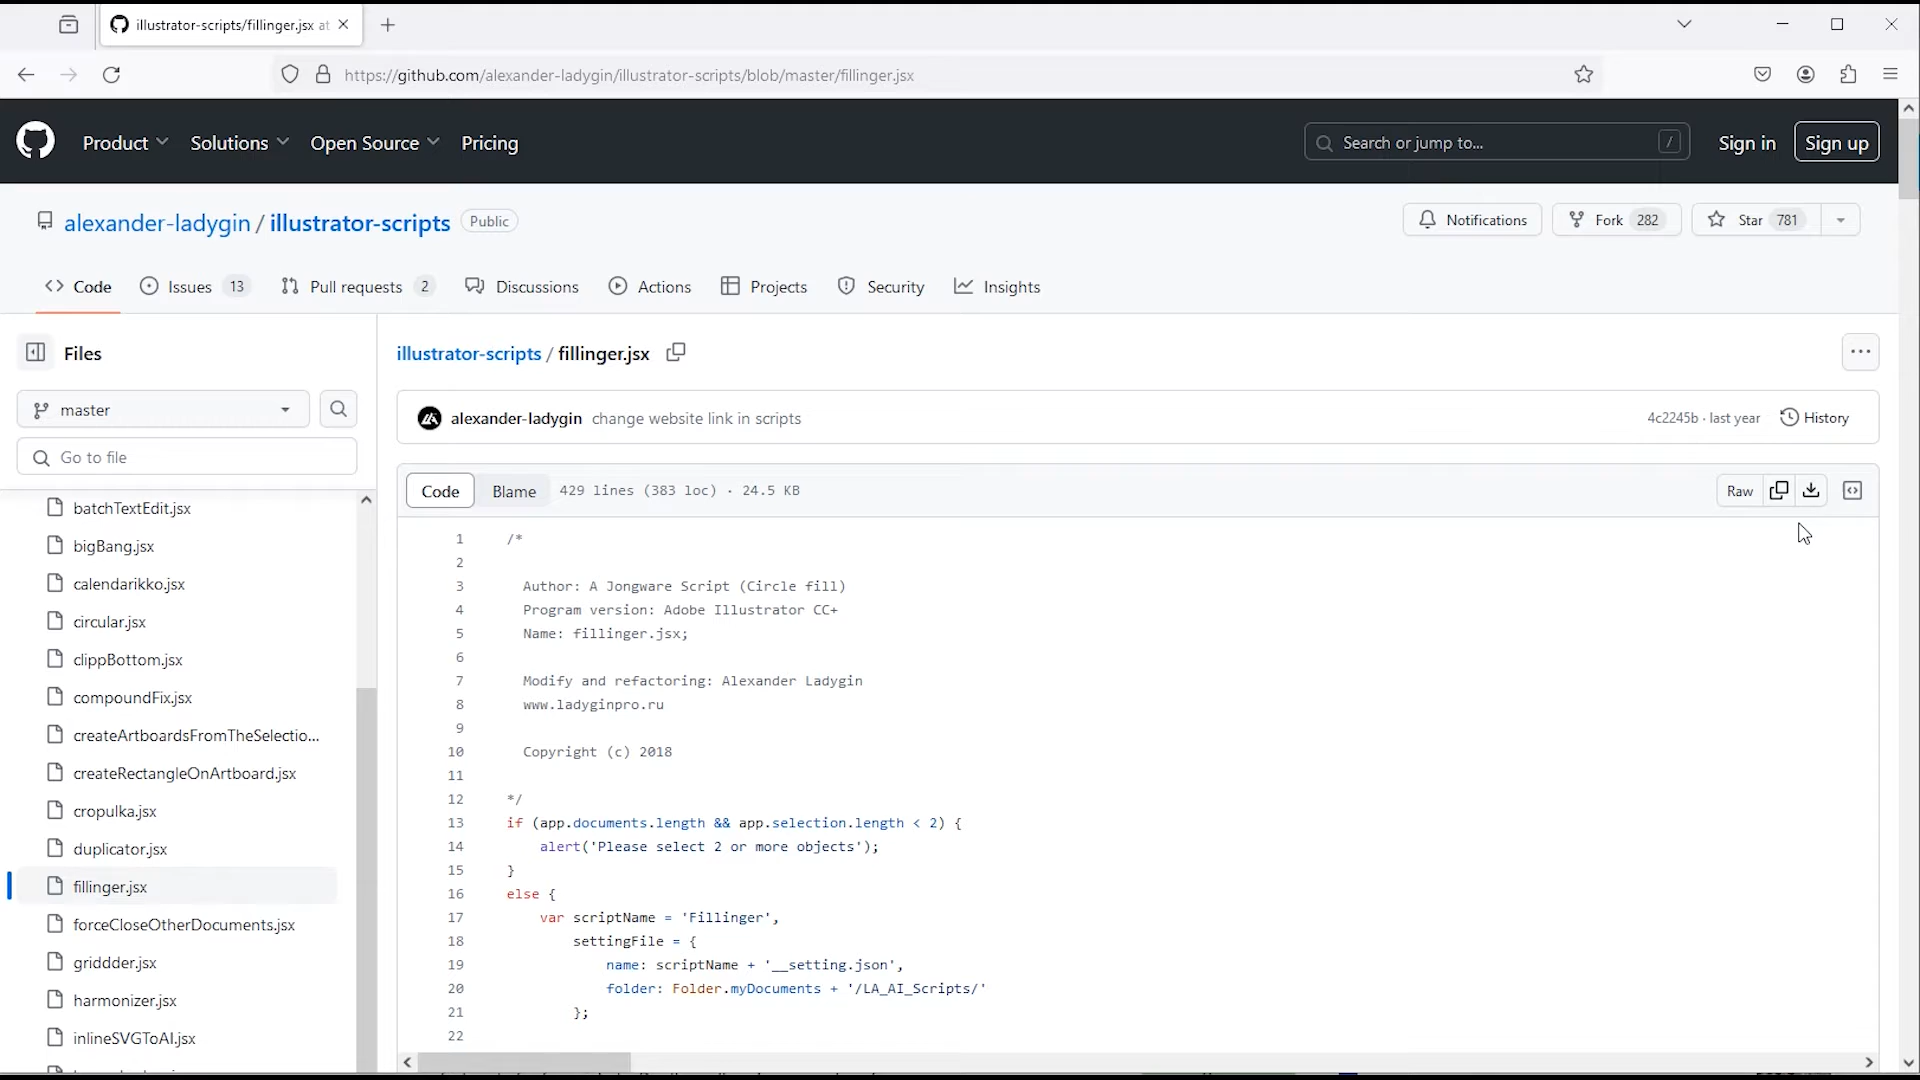 illustrator-scripts/fillinger.jsx at
https://github.com/alexander-ladygin/illustrator-scripts/blob/master/fillinger.jsx
Product
Solutions
Open Source
Pricing
Search or jump to...
/
Sign in
Sign up
alexander-ladygin / illustrator-scripts
Public
Notifications
Fork 282
Star 781
Code
Issues 13
Pull requests 2
Discussions
Actions
Projects
Security
Insights
Files
master
Go to file
batchTextEdit.jsx
bigBang.jsx
calendarikko.jsx
circular.jsx
clippBottom.jsx
compoundFix.jsx
createArtboardsFromTheSelectio...
createRectangleOnArtboard.jsx
cropulka.jsx
duplicator.jsx
fillinger.jsx
forceCloseOtherDocuments.jsx
griddder.jsx
harmonizer.jsx
inlineSVGToAI.jsx
illustrator-scripts / fillinger.jsx
alexander-ladygin change website link in scripts
4c2245b · last year
History
Code
Blame
429 lines (383 loc) · 24.5 KB
Raw
1 /*
2
3 Author: A Jongware Script (Circle fill)
4 Program version: Adobe Illustrator CC+
5 Name: fillinger.jsx;
6
7 Modify and refactoring: Alexander Ladygin
8 www.ladyginpro.ru
9
10 Copyright (c) 2018
11
12 */
13 if (app.documents.length && app.selection.length < 2) {
14 alert('Please select 2 or more objects');
15 }
16 else {
17 var scriptName = 'Fillinger',
18 settingFile = {
19 name: scriptName + '__setting.json',
20 folder: Folder.myDocuments + '/LA_AI_Scripts/'
21 };
22